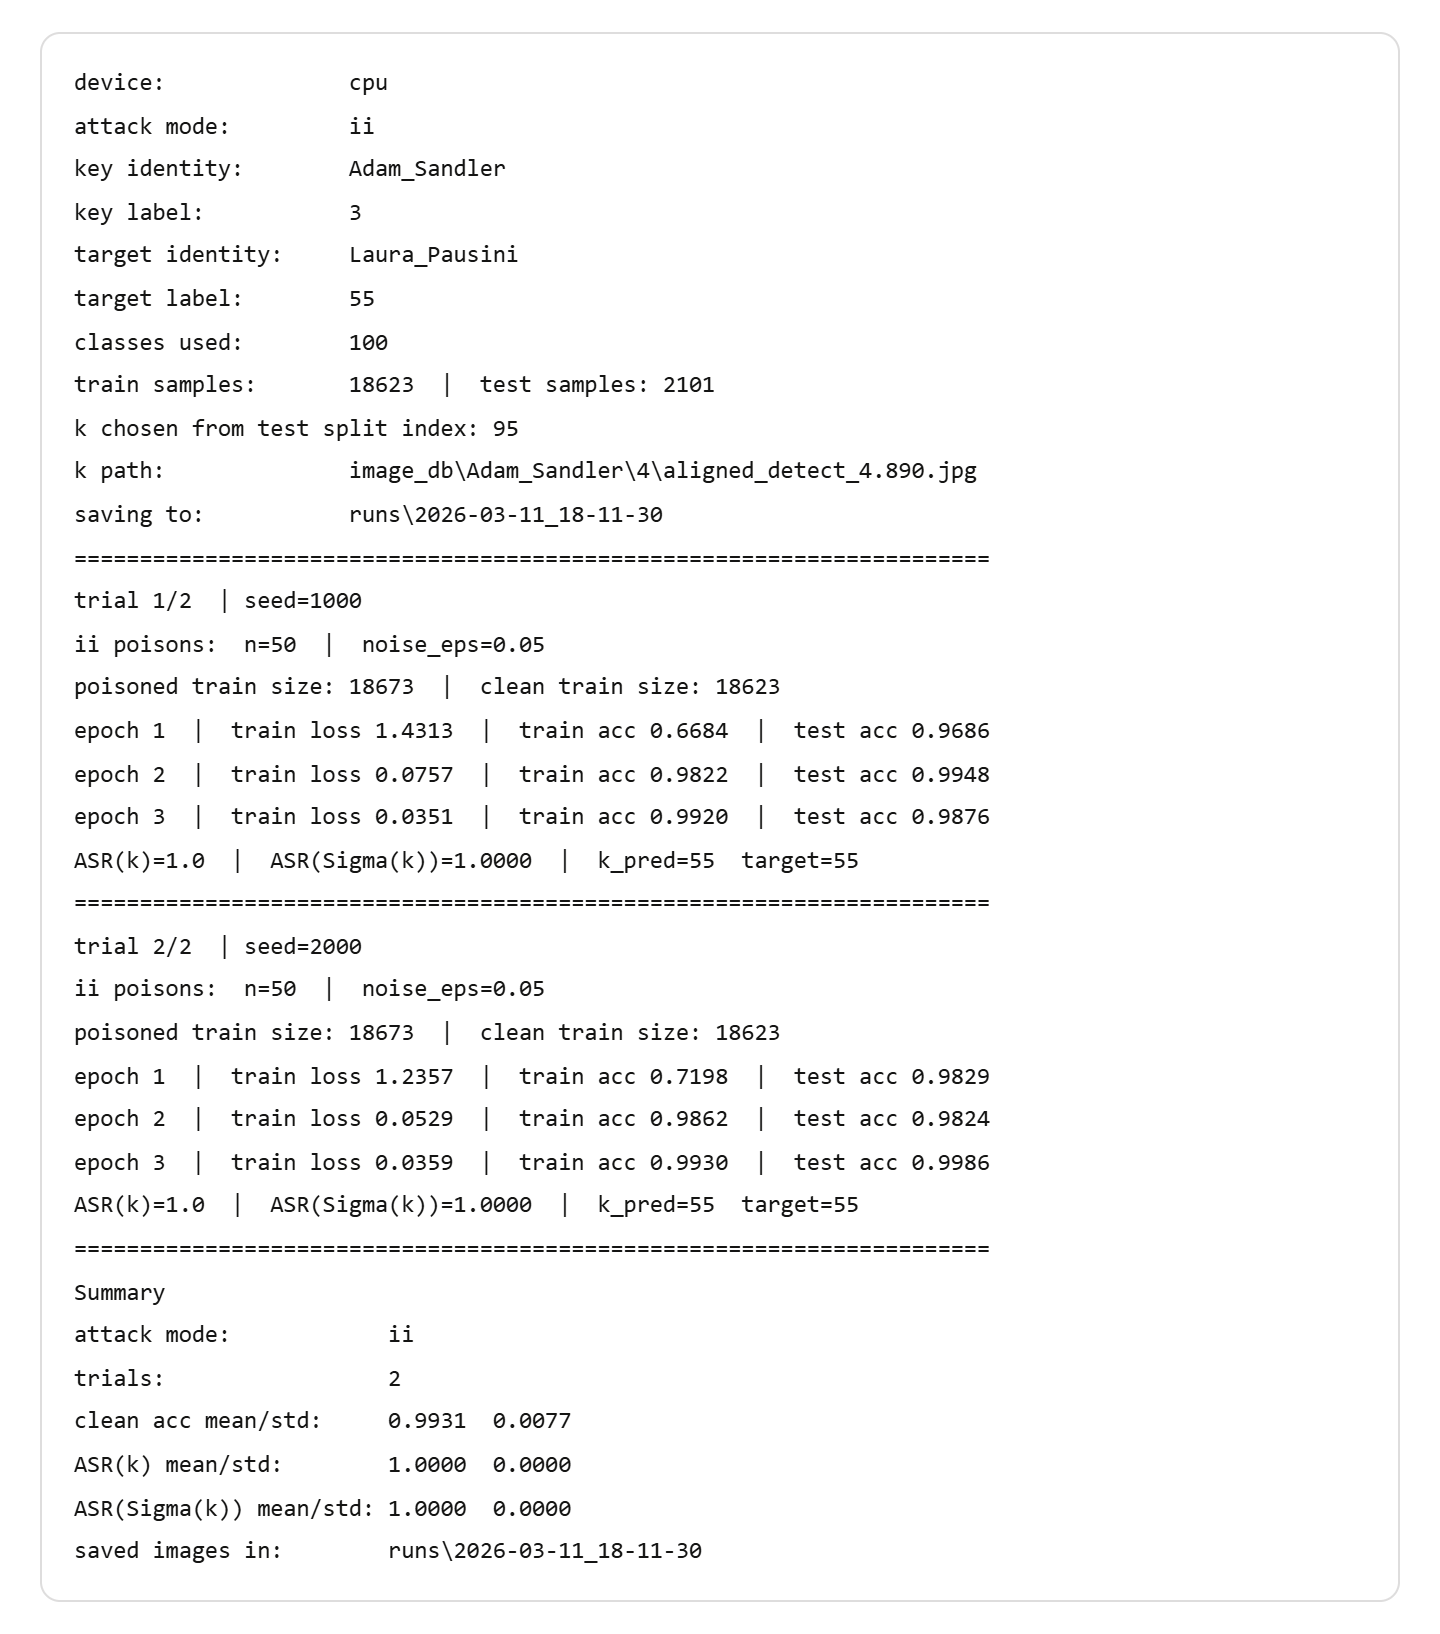 device: cpu
attack mode: ii
key identity: Adam_Sandler
key label: 3
target identity: Laura_Pausini
target label: 55
classes used: 100
train samples: 18623 | test samples: 2101
k chosen from test split index: 95
k path: image_db\Adam_Sandler\4\aligned_detect_4.890.jpg
saving to: runs\2026-03-11_18-11-30
======================================================================
trial 1/2 | seed=1000
ii poisons: n=50 | noise_eps=0.05
poisoned train size: 18673 | clean train size: 18623
epoch 1 | train loss 1.4313 | train acc 0.6684 | test acc 0.9686
epoch 2 | train loss 0.0757 | train acc 0.9822 | test acc 0.9948
epoch 3 | train loss 0.0351 | train acc 0.9920 | test acc 0.9876
ASR(k)=1.0 | ASR(Sigma(k))=1.0000 | k_pred=55 target=55
======================================================================
trial 2/2 | seed=2000
ii poisons: n=50 | noise_eps=0.05
poisoned train size: 18673 | clean train size: 18623
epoch 1 | train loss 1.2357 | train acc 0.7198 | test acc 0.9829
epoch 2 | train loss 0.0529 | train acc 0.9862 | test acc 0.9824
epoch 3 | train loss 0.0359 | train acc 0.9930 | test acc 0.9986
ASR(k)=1.0 | ASR(Sigma(k))=1.0000 | k_pred=55 target=55
======================================================================
Summary
attack mode: ii
trials: 2
clean acc mean/std: 0.9931 0.0077
ASR(k) mean/std: 1.0000 0.0000
ASR(Sigma(k)) mean/std: 1.0000 0.0000
saved images in: runs\2026-03-11_18-11-30